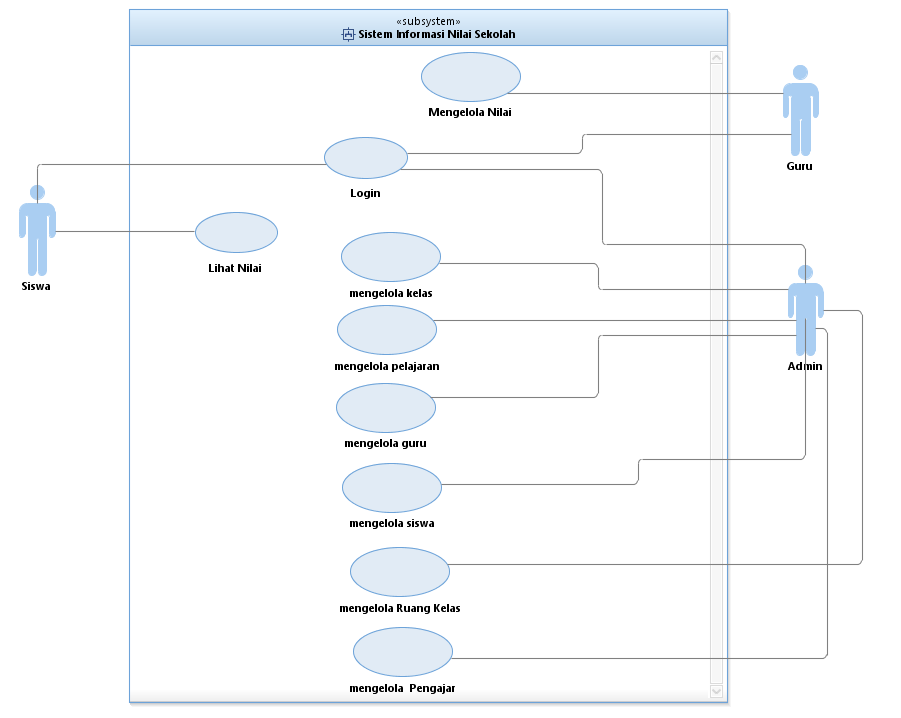 «subsystem»
Sistem Informasi Nilai Sekolah
Mengelola Nilai
Guru
Login
Lihat Nilai
Siswa
mengelola kelas
mengelola pelajaran
Admin
mengelola guru
mengelola siswa
mengelola Ruang Kelas
mengelola  Pengajar